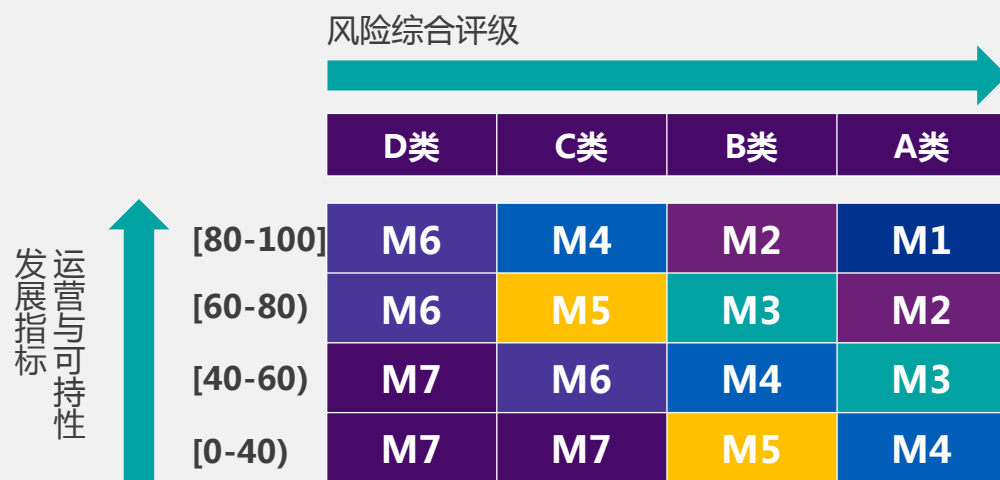 风险综合评级
D类 C类 B类 A类
运营与可持性
发展指标
[80-100] M6 M4 M2 M1
[60-80) M6 M5 M3 M2
[40-60) M7 M6 M4 M3
[0-40) M7 M7 M5 M4